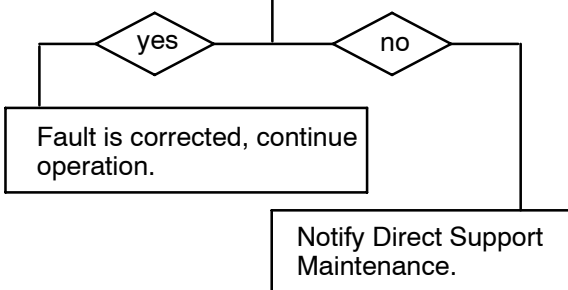 yes
no
Fault is corrected, continue
operation.
Notify Direct Support
Maintenance.